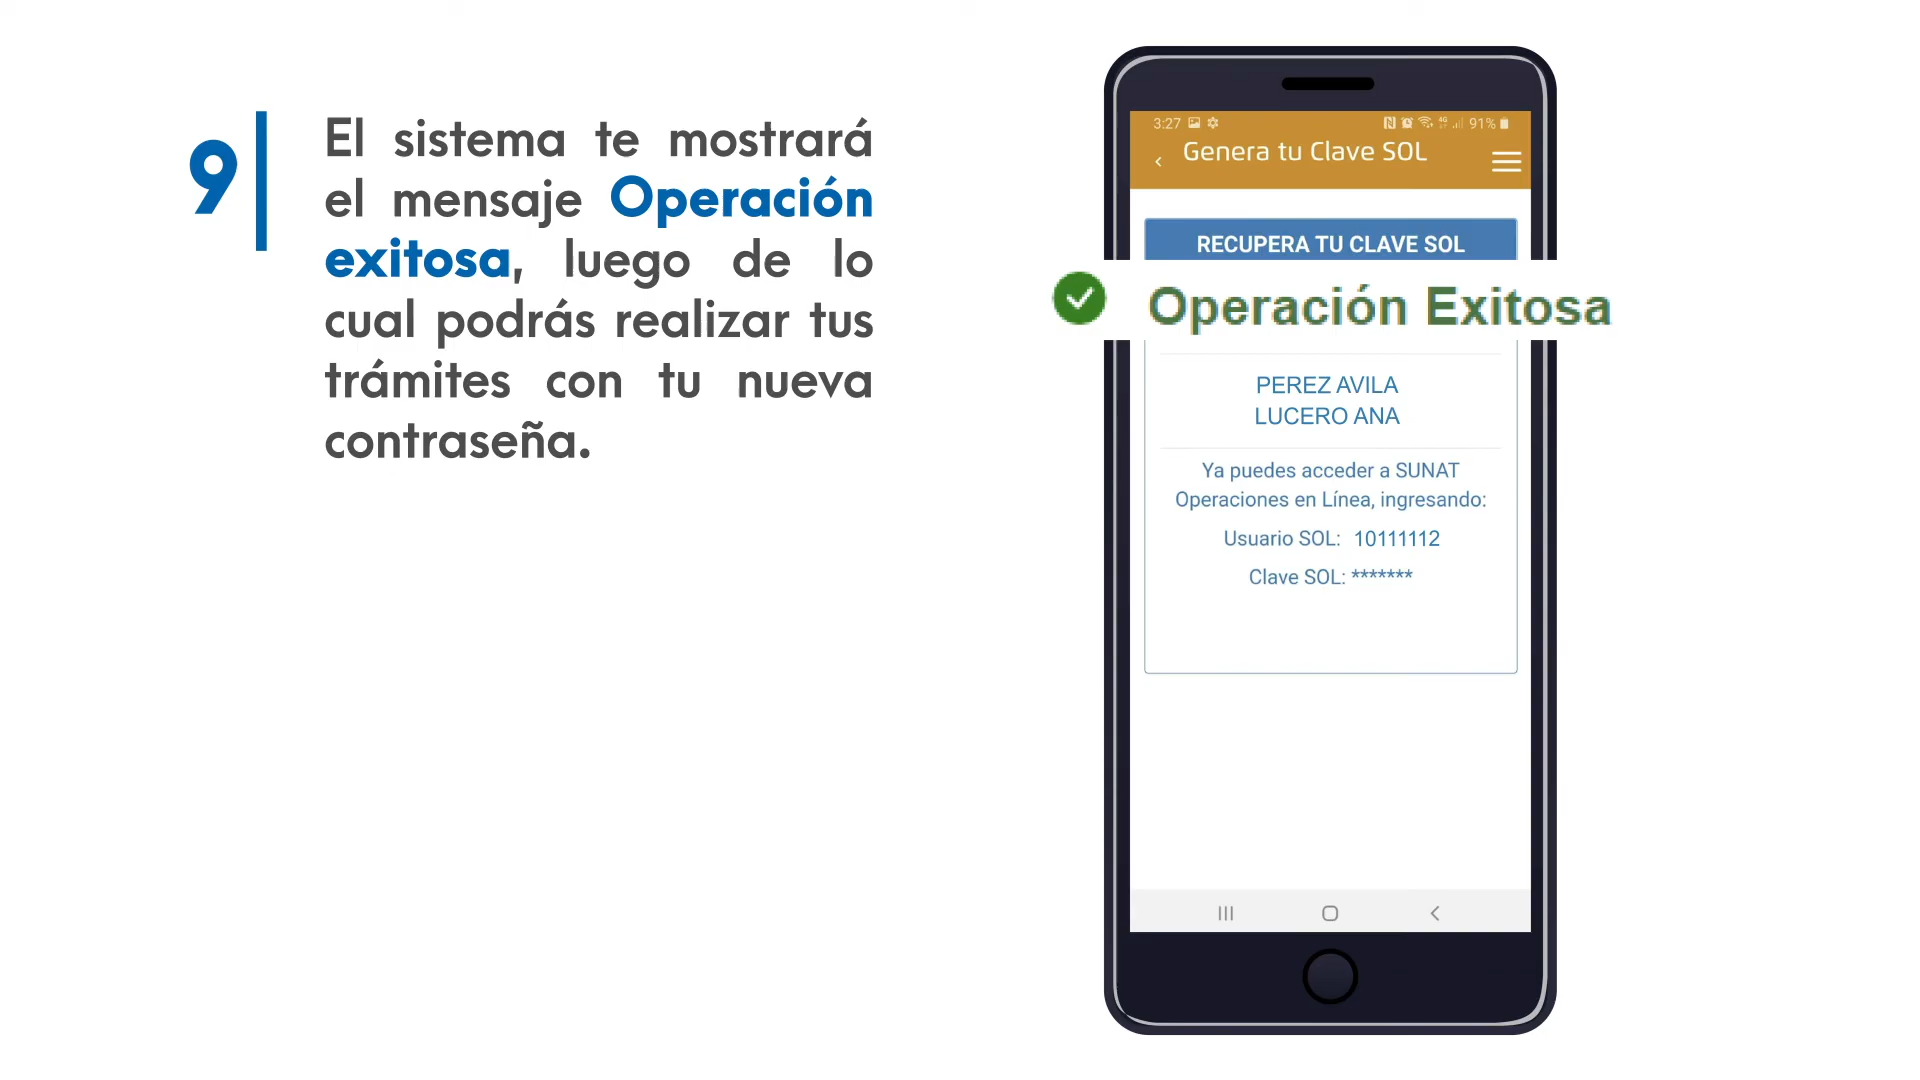 9
El sistema te mostrará
el mensaje Operación
exitosa, luego de lo
cual podrás realizar tus
trámites con tu nueva
contraseña.
3:27 4G 91%
Genera tu Clave SOL
RECUPERA TU CLAVE SOL
Operación Exitosa
PEREZ AVILA
LUCERO ANA
Ya puedes acceder a SUNAT
Operaciones en Línea, ingresando:
Usuario SOL: 10111112
Clave SOL: *******